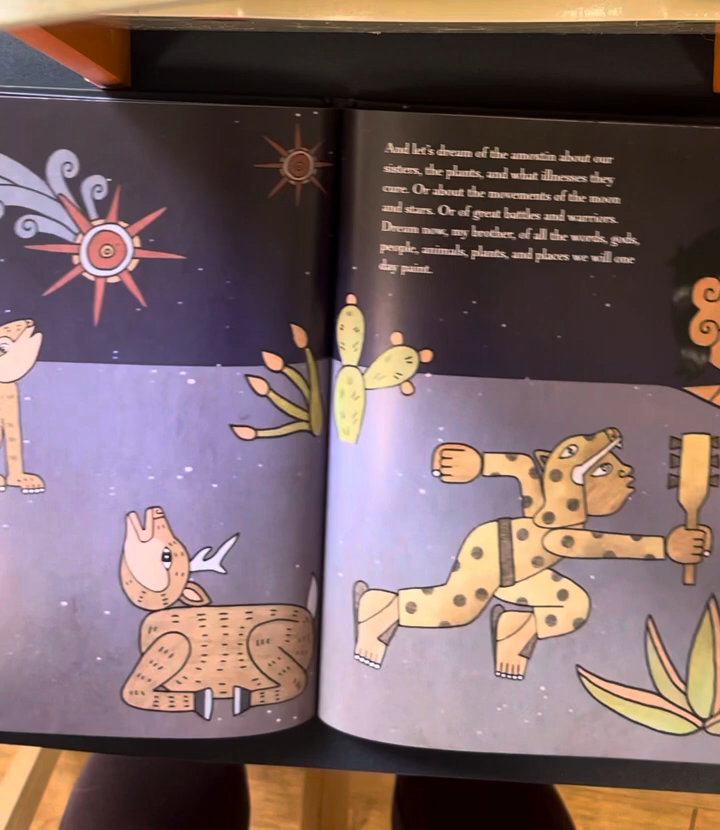 And let's dream of the amoxtin about our
sisters, the plants, and what illnesses they
cure. Or about the movements of the moon
and stars. Or of great battles and warriors.
Dream now, my brother, of all the words, gods,
people, animals, plants, and places we will one
day paint.